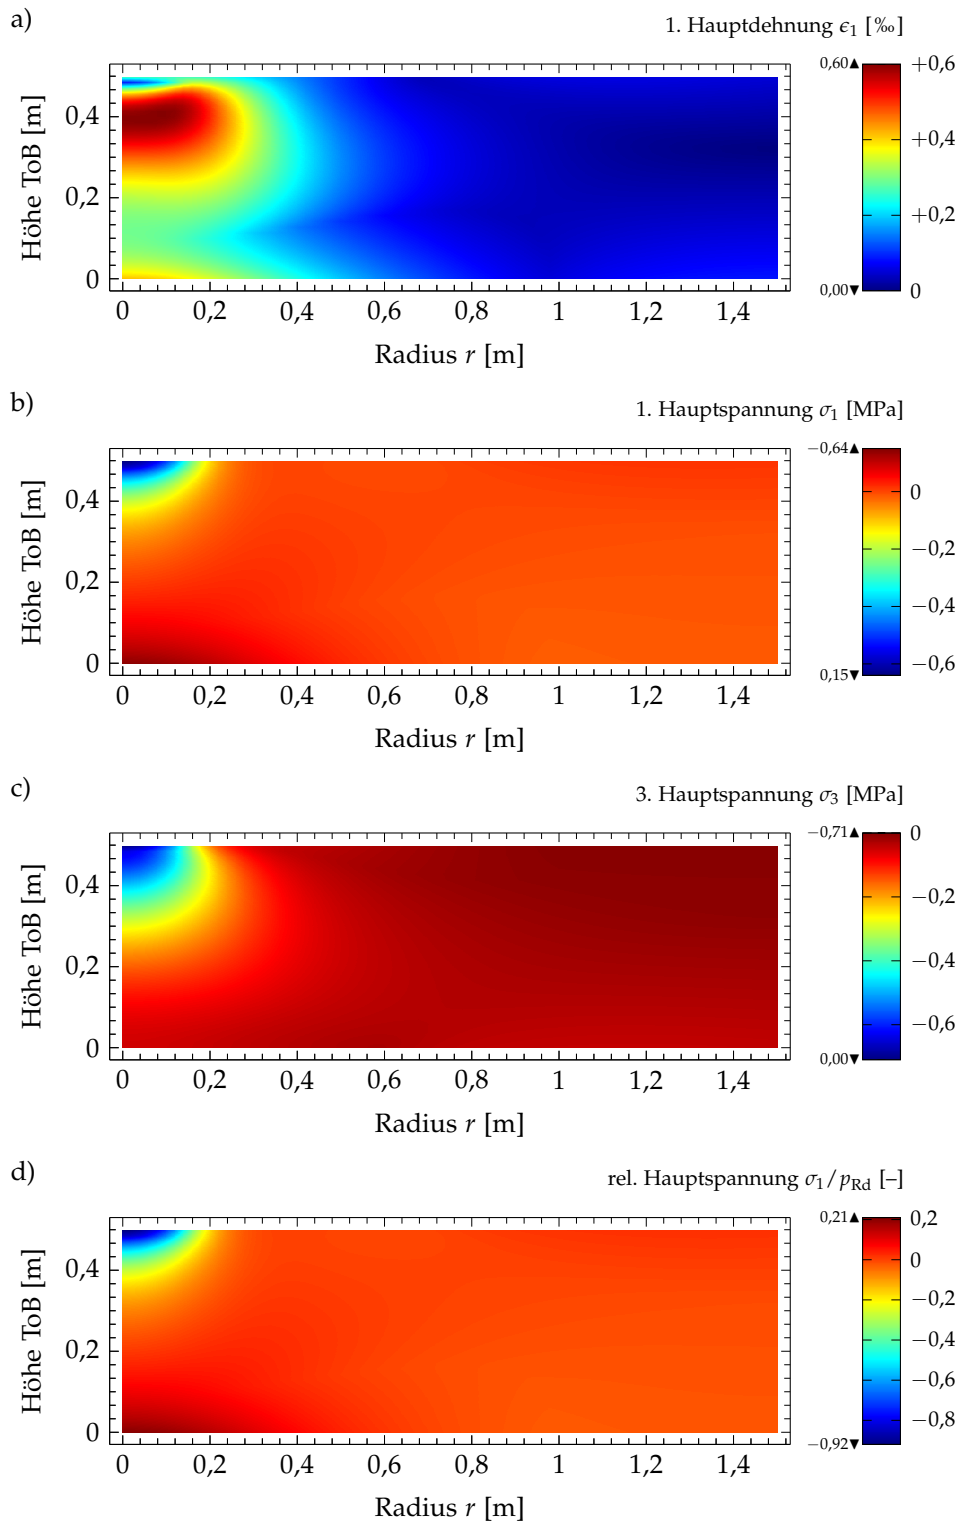 a)
1. Hauptdehnung ϵ₁ [‰]
0,60▲ +0,6
0,4 +0,4
Höhe ToB [m]
0,2 +0,2
0 0,00▼ 0
0 0,2 0,4 0,6 0,8 1 1,2 1,4
Radius r [m]
b)
1. Hauptspannung σ₁ [MPa]
−0,64▲
0
0,4 −0,2
Höhe ToB [m]
0,2 −0,4
0 −0,6
0,15▼
0 0,2 0,4 0,6 0,8 1 1,2 1,4
Radius r [m]
c)
3. Hauptspannung σ₃ [MPa]
−0,71▲ 0
0,4 −0,2
Höhe ToB [m]
0,2 −0,4
0 −0,6
0,00▼
0 0,2 0,4 0,6 0,8 1 1,2 1,4
Radius r [m]
d)
rel. Hauptspannung σ₁/p_Rd [–]
0,21▲ 0,2
0,4 0
−0,2
Höhe ToB [m]
0,2 −0,4
−0,6
0 −0,8
−0,92▼
0 0,2 0,4 0,6 0,8 1 1,2 1,4
Radius r [m]